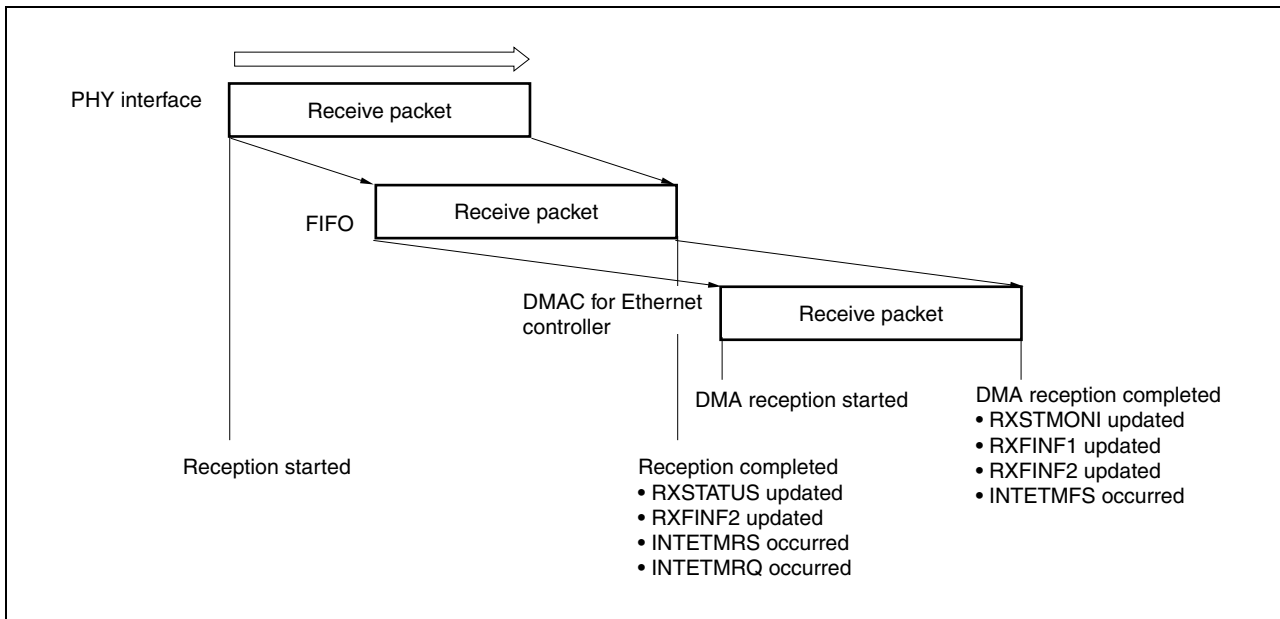 PHY interface
Receive packet
FIFO
Receive packet
DMAC for Ethernet
controller
Receive packet
DMA reception started
DMA reception completed
• RXSTMONI updated
• RXFINF1 updated
• RXFINF2 updated
• INTETMFS occurred
Reception started
Reception completed
• RXSTATUS updated
• RXFINF2 updated
• INTETMRS occurred
• INTETMRQ occurred